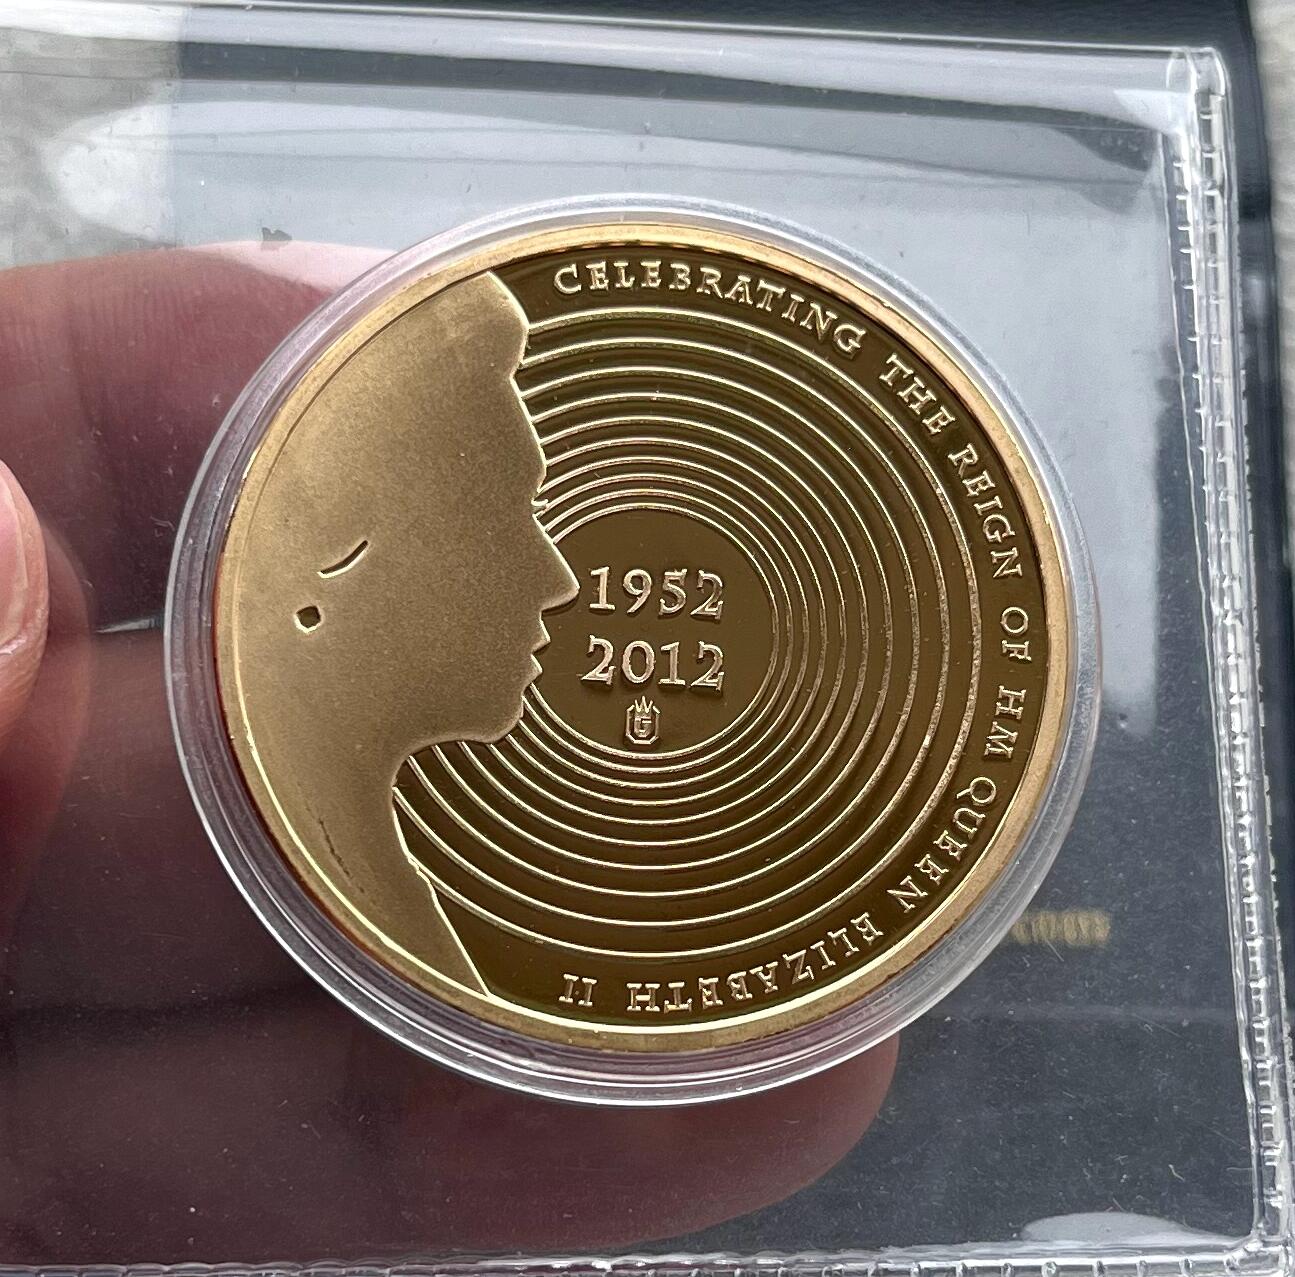 CELEBRATING THE REIGN OF HM QUEEN ELIZABETH II
1952
2012